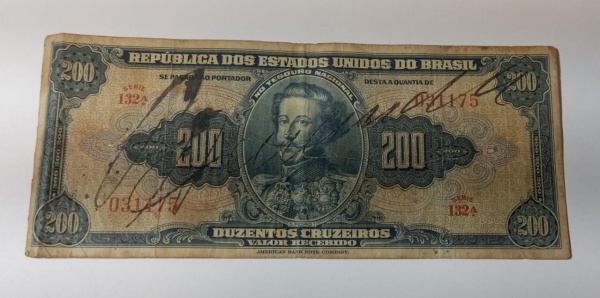 REPÚBLICA DOS ESTADOS UNIDOS DO BRASIL
200
SE PAGARÁ AO PORTADOR
NO TESOURO NACIONAL
DESTA A QUANTIA DE
200
SERIE
132A
031175
200
200
031175
SERIE
132A
200
DUZENTOS CRUZEIROS
VALOR RECEBIDO
200
AMERICAN BANK NOTE COMPANY.